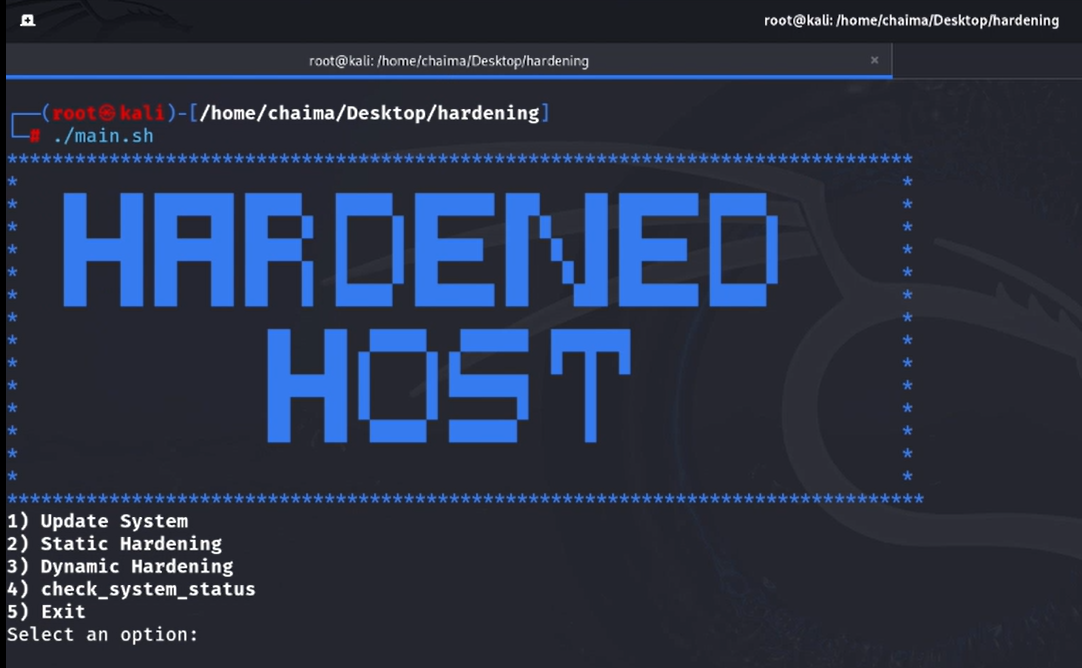 root@kali: /home/chaima/Desktop/hardening
root@kali: /home/chaima/Desktop/hardening ×
┌──(root㉿kali)-[/home/chaima/Desktop/hardening]
└─# ./main.sh
********************************************************************************
* *
* *
* *
* *
* *
* *
* *
* *
* *
* *
* *
* *
* *
* *
*********************************************************************************
HARDENED
HOST
1) Update System
2) Static Hardening
3) Dynamic Hardening
4) check_system_status
5) Exit
Select an option: